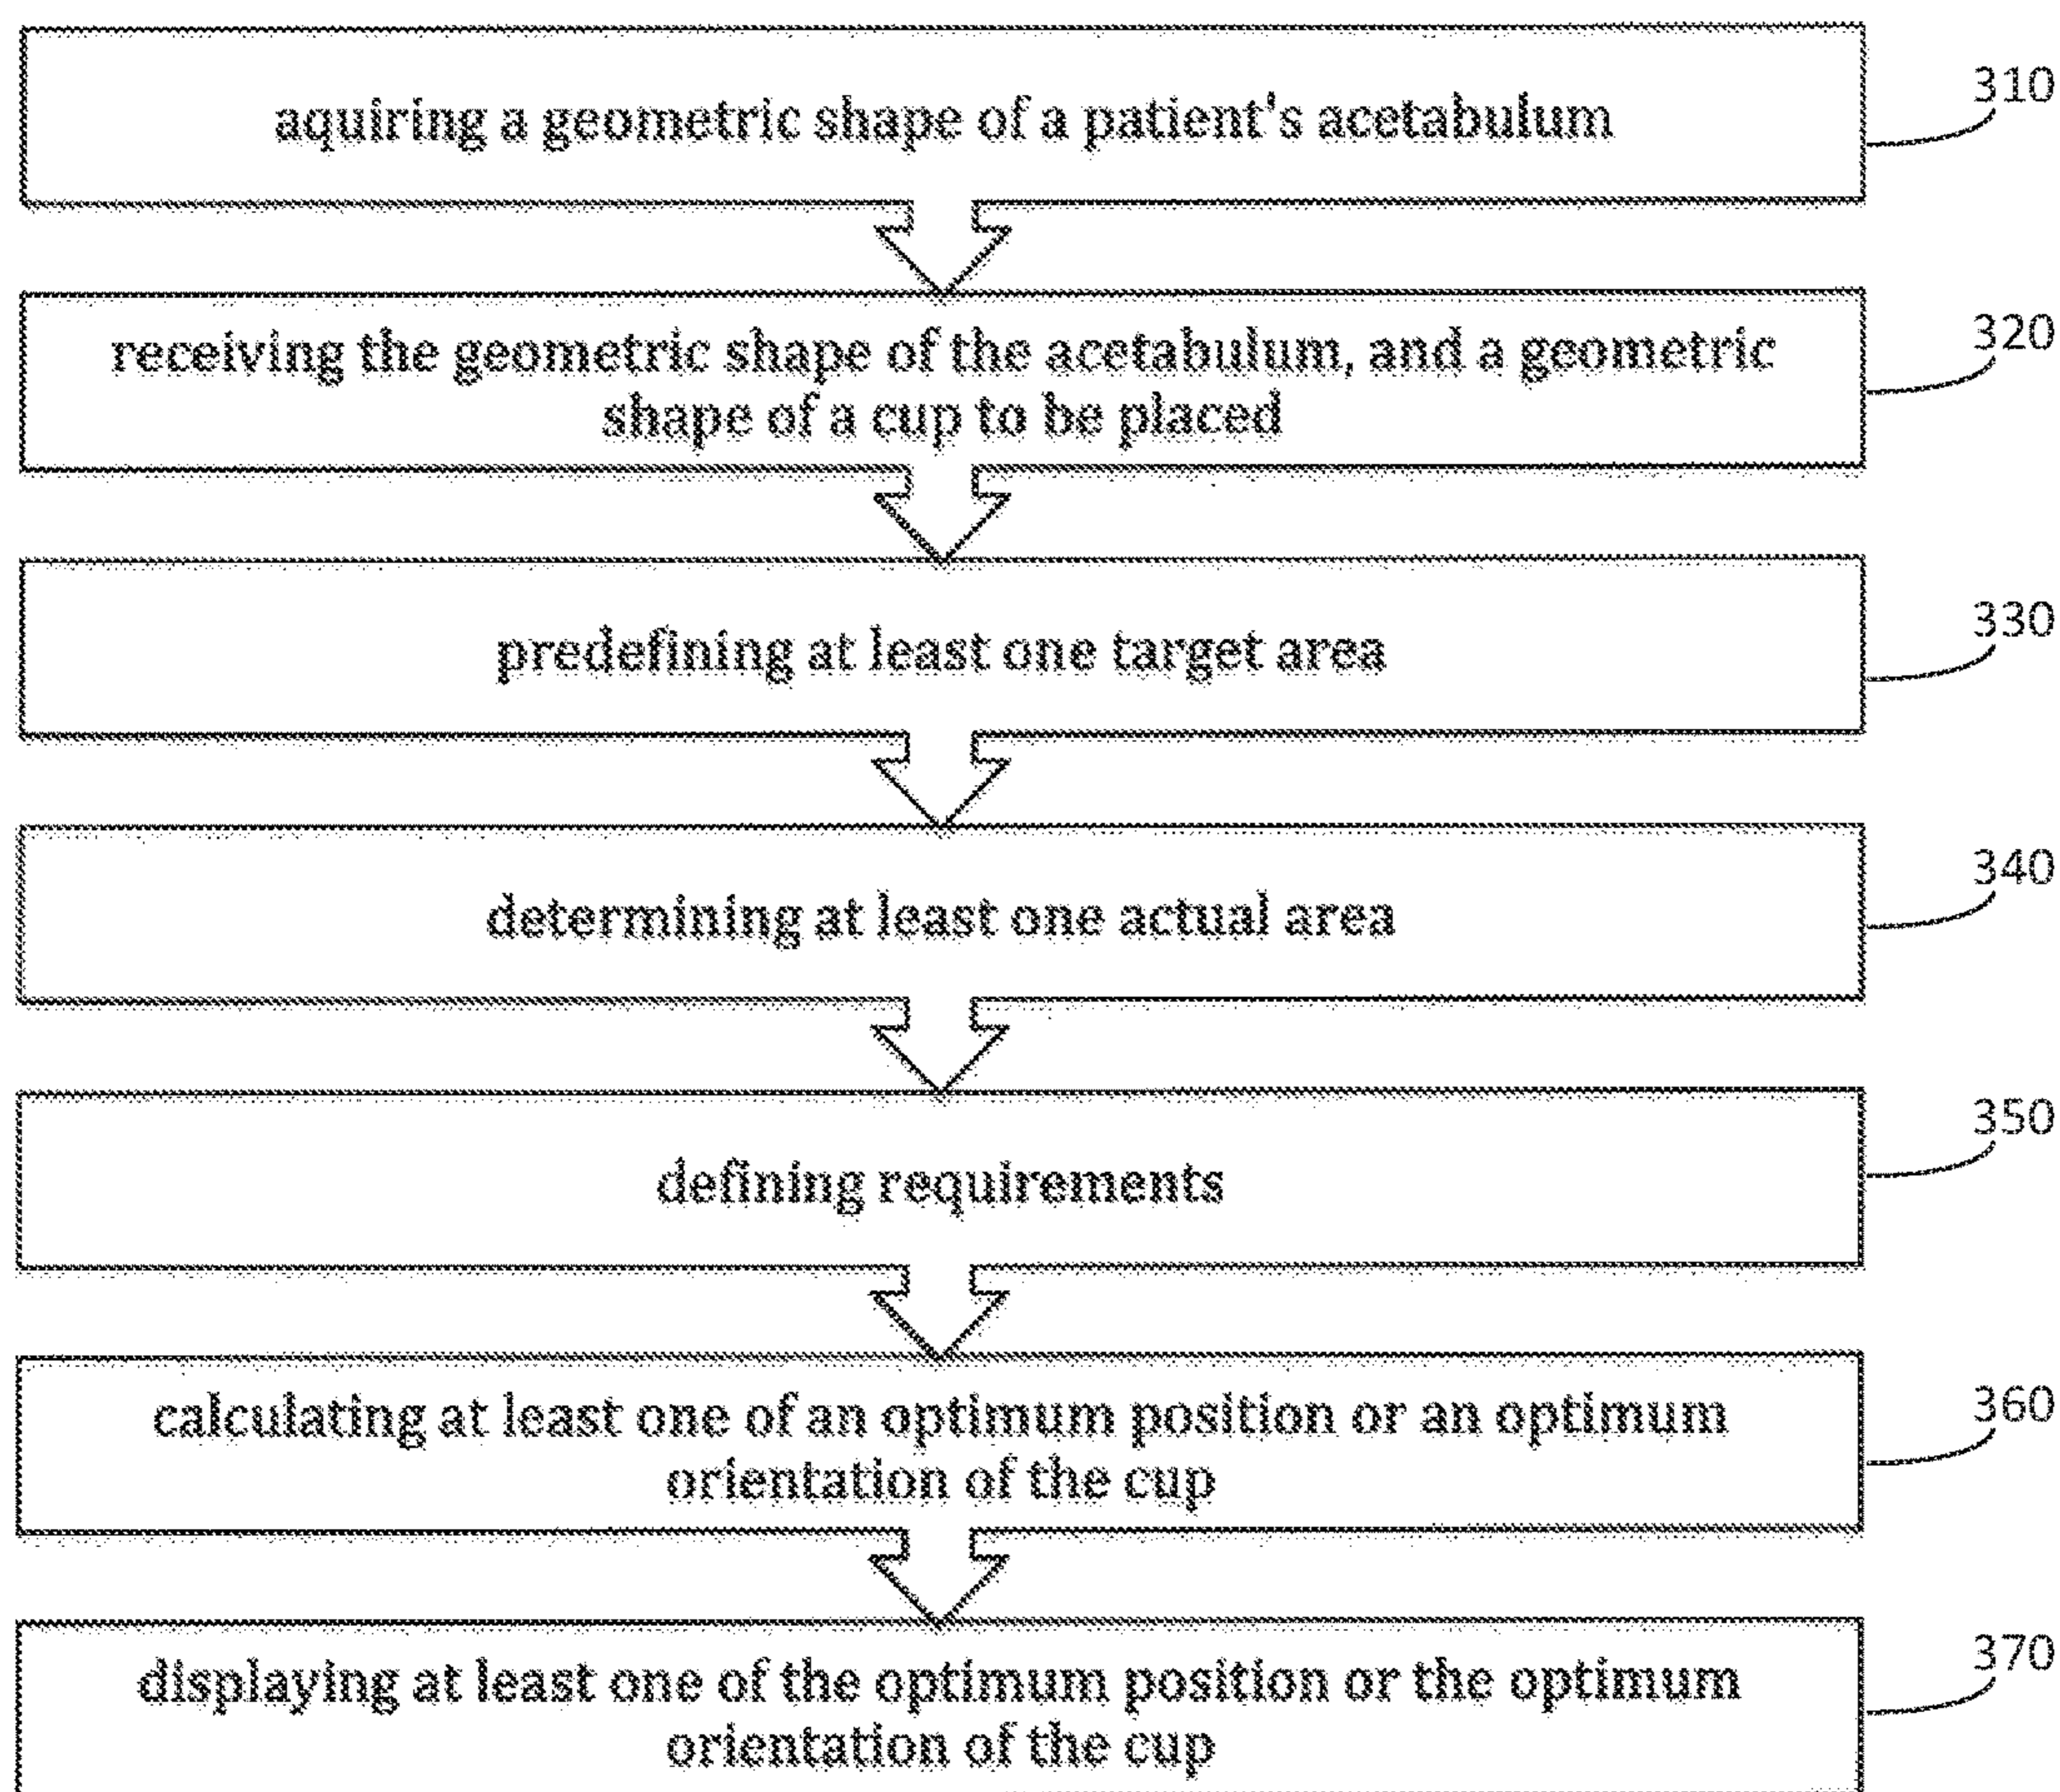 aquiring a geometric shape of a patient's acetabulum
310
receiving the geometric shape of the acetabulum, and a geometric
shape of a cup to be placed
320
predefining at least one target area
330
determining at least one actual area
340
defining requirements
350
calculating at least one of an optimum position or an optimum
orientation of the cup
360
displaying at least one of the optimum position or the optimum
orientation of the cup
370